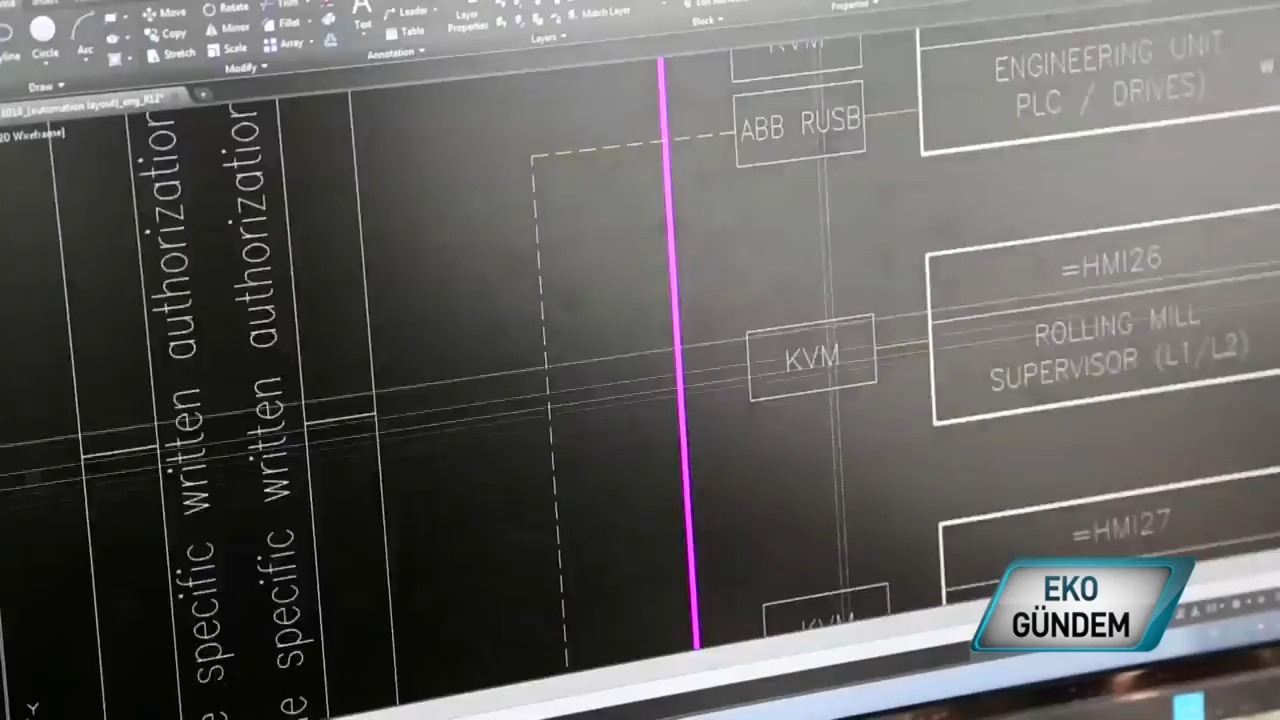 Move
Rotate
Copy
Mirror
Fillet
Stretch
Scale
Array
Circle
Arc
Draw
Modify
Text
Leader
Table
Annotation
Layer
Properties
Match Layer
Layers
Block
Properties
KVM
ABB RUSB
ENGINEERING UNIT
PLC / DRIVES)
=HMI26
ROLLING MILL
SUPERVISOR (L1/L2)
KVM
=HMI27
KVM
specific written authorization
specific written authorization
EKO
GÜNDEM